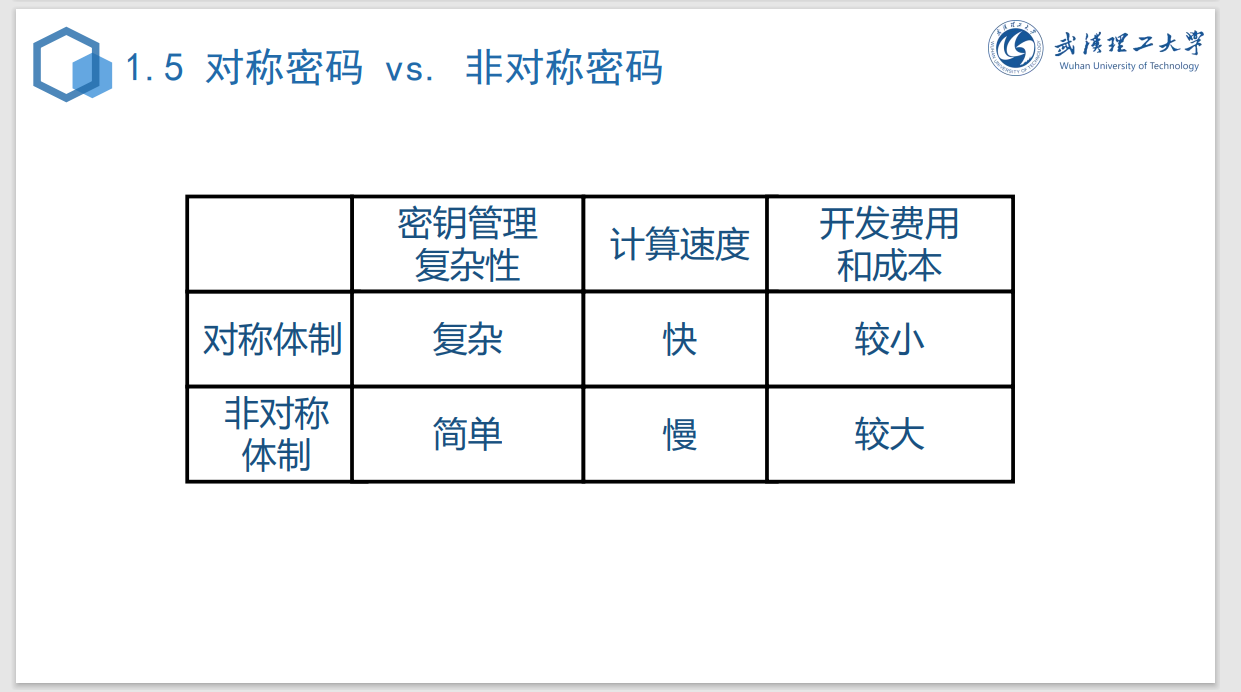 1.5 对称密码 vs. 非对称密码
武汉理工大学
Wuhan University of Technology
密钥管理
复杂性
计算速度
开发费用
和成本
对称体制
复杂
快
较小
非对称
体制
简单
慢
较大